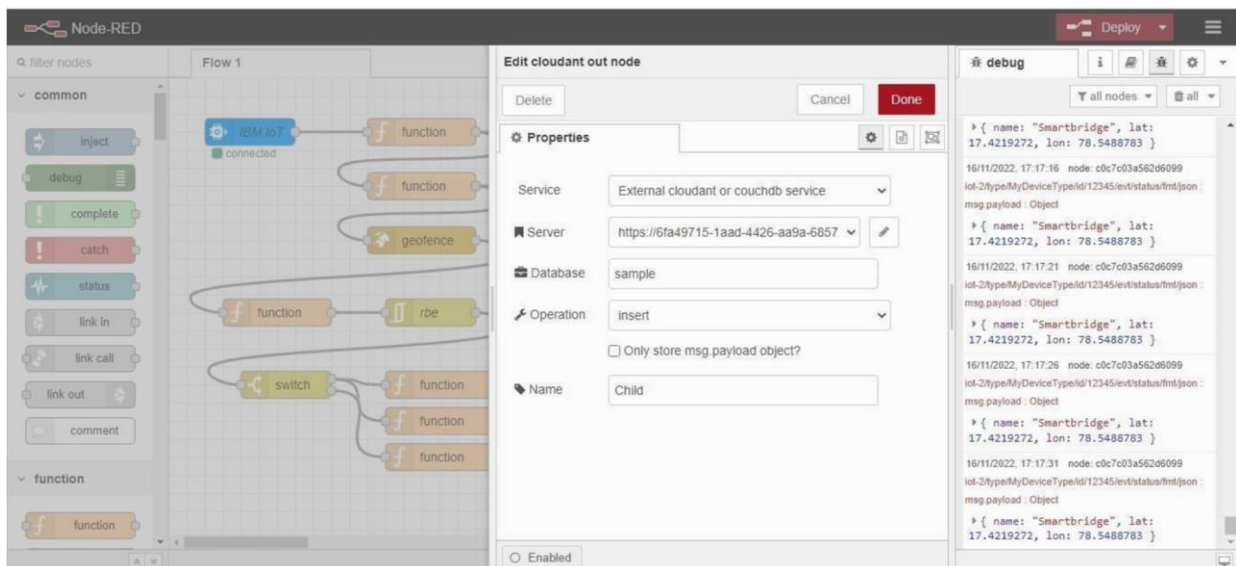 Node-RED
Deploy
filter nodes
common
inject
debug
complete
catch
status
link in
link call
link out
comment
function
function
Flow 1
IBM IoT
connected
function
function
geofence
function
rbe
switch
function
function
function
Edit cloudant out node
Delete
Cancel
Done
Properties
Service
External cloudant or couchdb service
Server
https://6fa49715-1aad-4426-aa9a-6857
Database
sample
Operation
insert
Only store msg.payload object?
Name
Child
Enabled
debug
i
all nodes
all
{ name: "Smartbridge", lat:
17.4219272, lon: 78.5488783 }
16/11/2022, 17:17:16 node: c0c7c03a562d6099
iot-2/type/MyDeviceType/id/12345/evt/status/fmt/json :
msg.payload : Object
{ name: "Smartbridge", lat:
17.4219272, lon: 78.5488783 }
16/11/2022, 17:17:21 node: c0c7c03a562d6099
iot-2/type/MyDeviceType/id/12345/evt/status/fmt/json :
msg.payload : Object
{ name: "Smartbridge", lat:
17.4219272, lon: 78.5488783 }
16/11/2022, 17:17:26 node: c0c7c03a562d6099
iot-2/type/MyDeviceType/id/12345/evt/status/fmt/json :
msg.payload : Object
{ name: "Smartbridge", lat:
17.4219272, lon: 78.5488783 }
16/11/2022, 17:17:31 node: c0c7c03a562d6099
iot-2/type/MyDeviceType/id/12345/evt/status/fmt/json :
msg.payload : Object
{ name: "Smartbridge", lat:
17.4219272, lon: 78.5488783 }